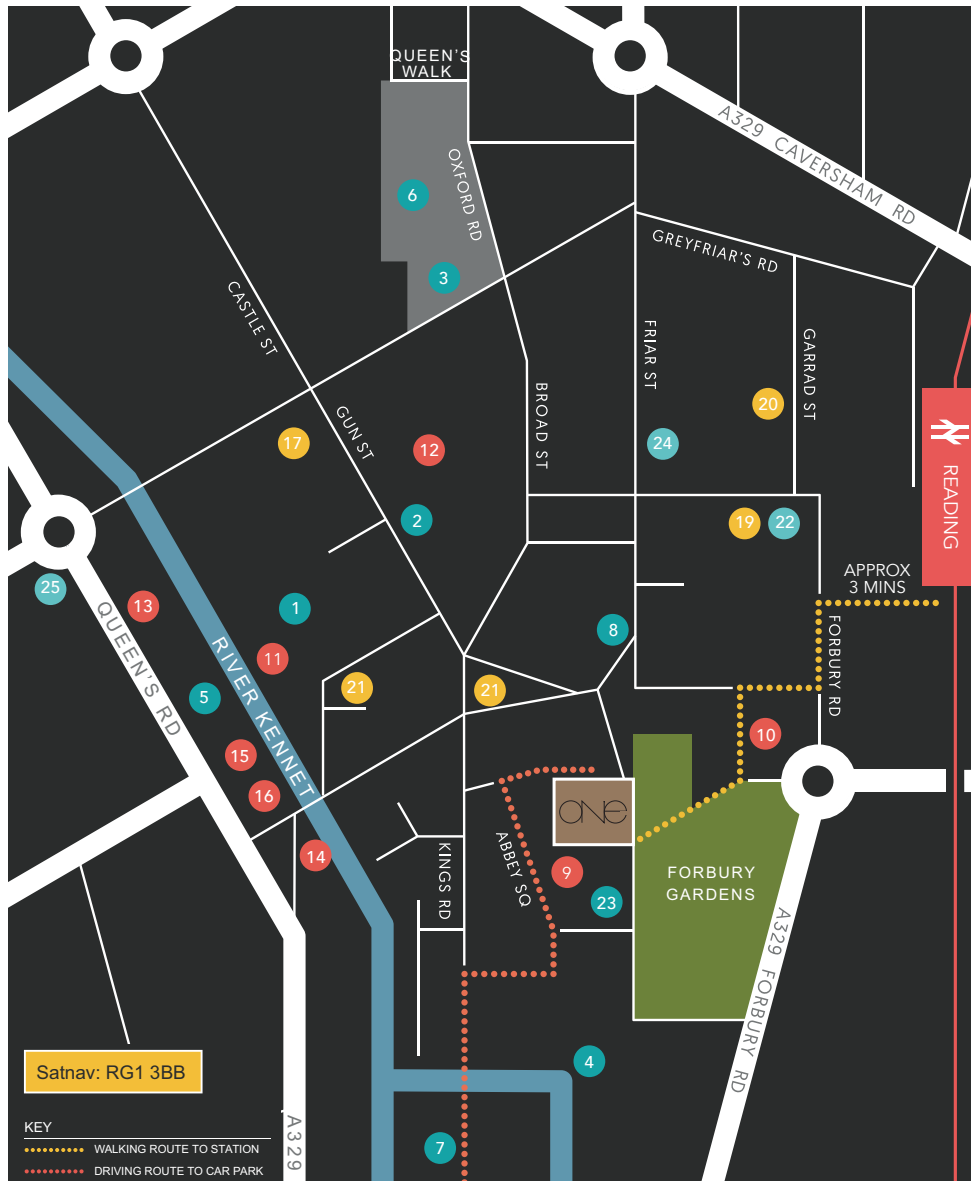 QUEEN'S
WALK
A329 CAVERSHAM RD
OXFORD RD
6
GREYFRIAR'S RD
3
CASTLE ST
FRIAR ST
GARRAD ST
BROAD ST
20
GUN ST
17
12
24
READING
2
19
22
APPROX
3 MINS
25
13
1
8
QUEEN'S RD
RIVER KENNET
11
FORBURY RD
5
21
21
10
15
16
ONE
14
KINGS RD
ABBEY SQ
9
FORBURY
GARDENS
23
A329 FORBURY RD
4
Satnav: RG1 3BB
A329
7
KEY
WALKING ROUTE TO STATION
DRIVING ROUTE TO CAR PARK